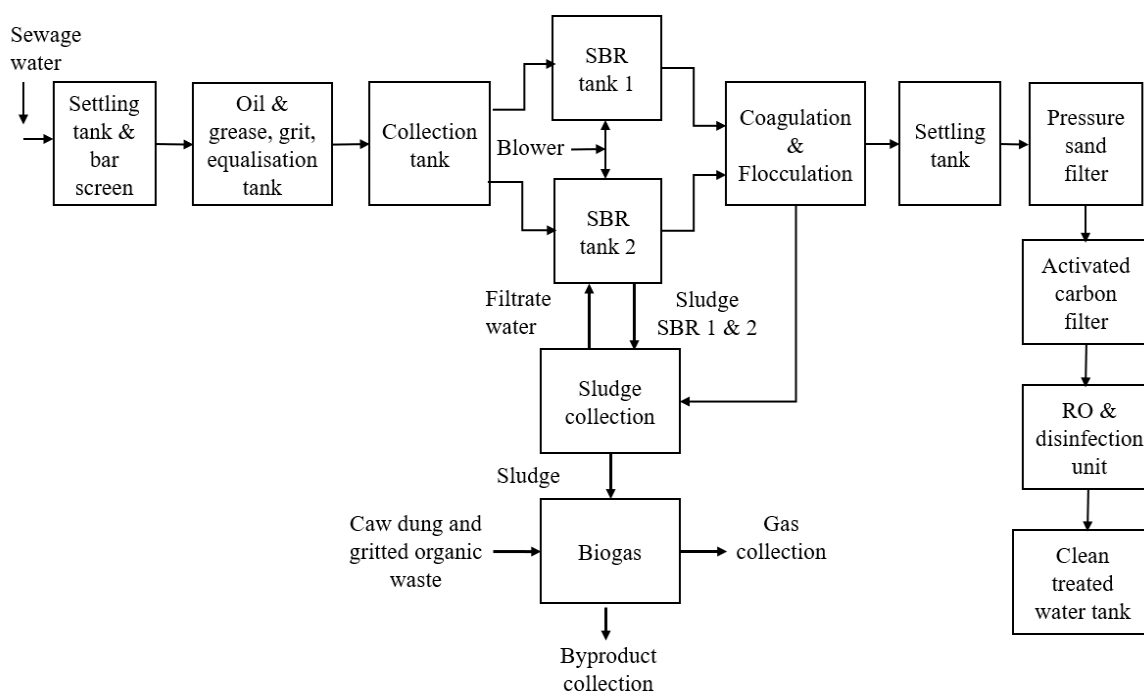 Sewage
water
Settling
tank &
bar
screen
Oil &
grease, grit,
equalisation
tank
Collection
tank
SBR
tank 1
Blower
SBR
tank 2
Coagulation
&
Flocculation
Settling
tank
Pressure
sand
filter
Activated
carbon
filter
RO &
disinfection
unit
Clean
treated
water tank
Filtrate
water
Sludge
SBR 1 & 2
Sludge
collection
Sludge
Caw dung and
gritted organic
waste
Biogas
Gas
collection
Byproduct
collection